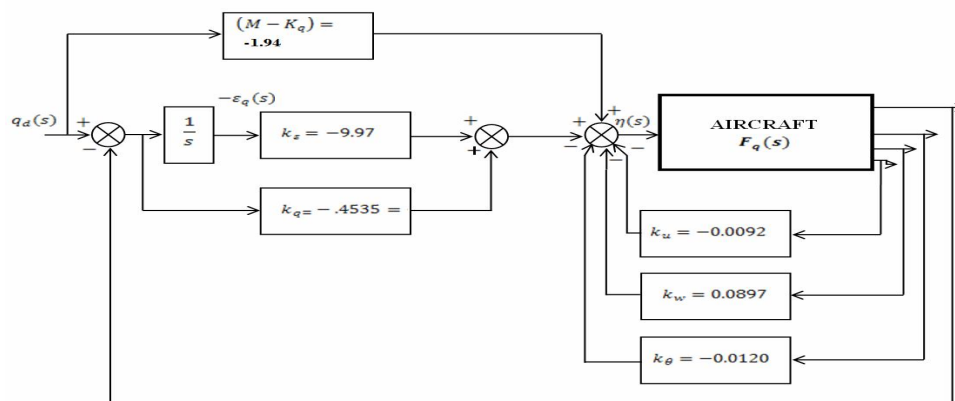 (M − K_q) =
-1.94
−ε_q(s)
q_d(s)
+
−
1
s
k_s = −9.97
+
+
k_q= − .4535 =
+
+
η(s)
−
−
−
AIRCRAFT
F_q(s)
k_u = −0.0092
k_w = 0.0897
k_θ = −0.0120